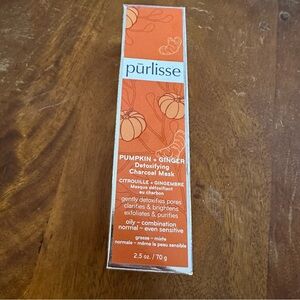 pūrlisse
PUMPKIN + GINGER
Detoxifying
Charcoal Mask
CITROUILLE + GINGEMBRE
Masque détoxifiant
au charbon
gently detoxifies pores
clarifies & brightens
exfoliates & purifies
oily – combination
normal – even sensitive
grasse – mixte
normale – même la peau sensible
2.5 oz. / 70 g